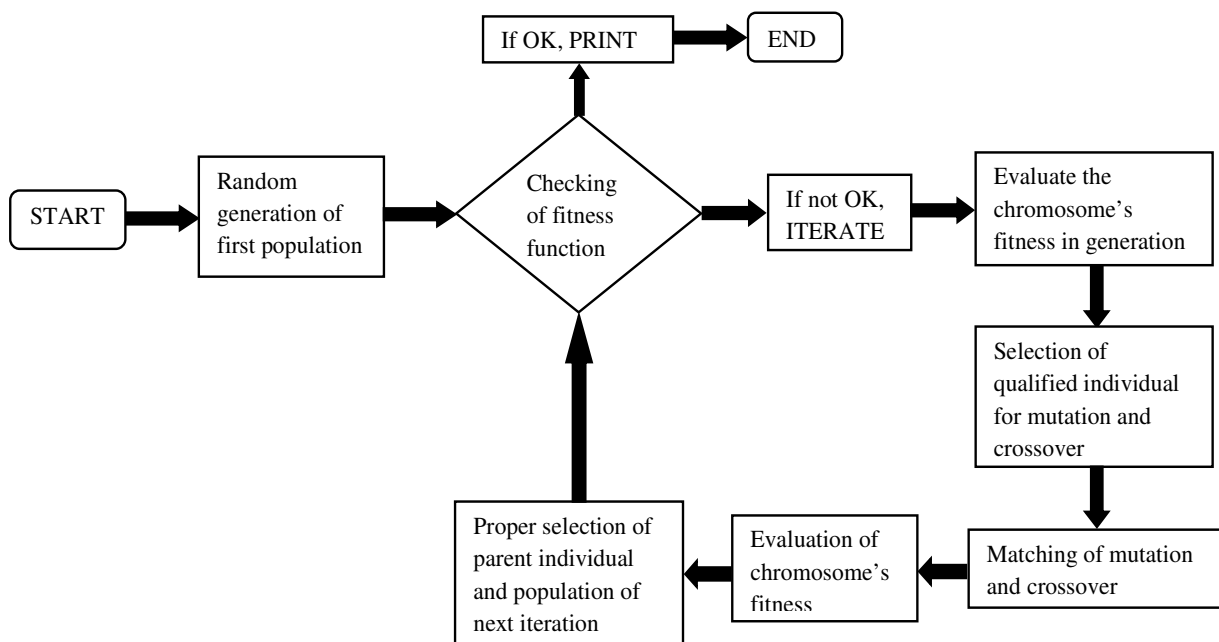 If OK, PRINT
END
START
Random
generation of
first population
Checking
of fitness
function
If not OK,
ITERATE
Evaluate the
chromosome’s
fitness in generation
Selection of
qualified individual
for mutation and
crossover
Matching of mutation
and crossover
Evaluation of
chromosome’s
fitness
Proper selection of
parent individual
and population of
next iteration